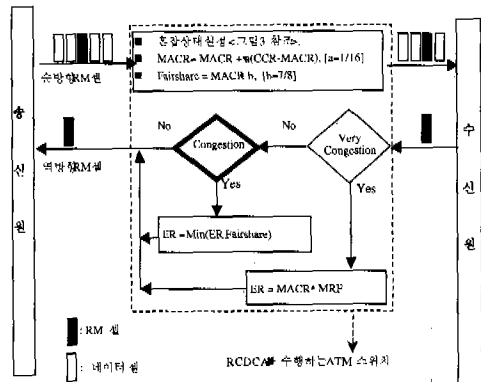 혼잡상태설정<그림3 참고>.
MACR= MACR +a(CCR-MACR), [a=1/16]
Fairshare = MACR* b, [b=7/8]
순방향RM셀
송신원
수신원
No
No
Congestion
Very
Congestion
역방향RM셀
Yes
Yes
ER =Min(ER,Fairshare)
ER = MACR* MRF
: RM 셀
: 데이터셀
RCDCA를 수행하는ATM 스위치